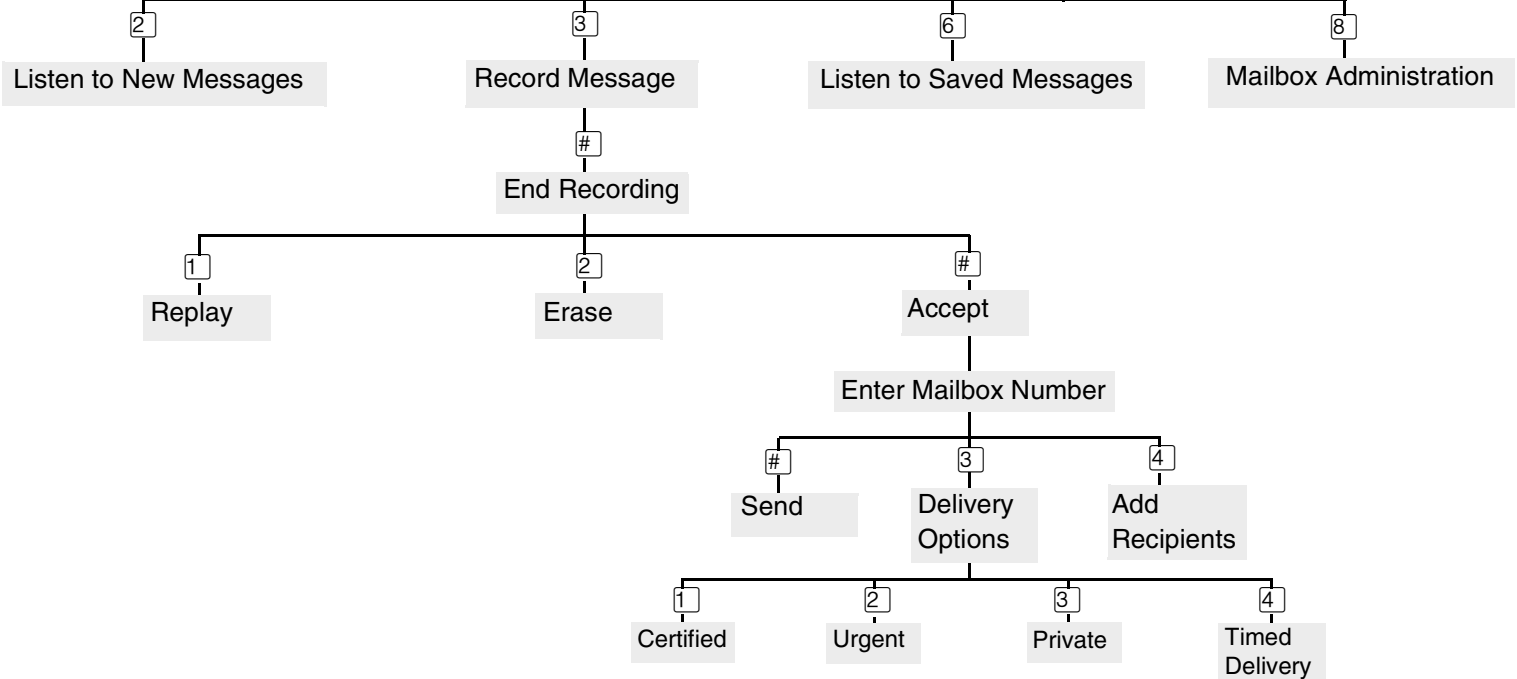 2 3 6 8
Listen to New Messages Record Message Listen to Saved Messages Mailbox Administration
#
End Recording
1 2 #
Replay Erase Accept
Enter Mailbox Number
# 3 4
Send Delivery Add
Options Recipients
1 2 3 4
Certified Urgent Private Timed
Delivery